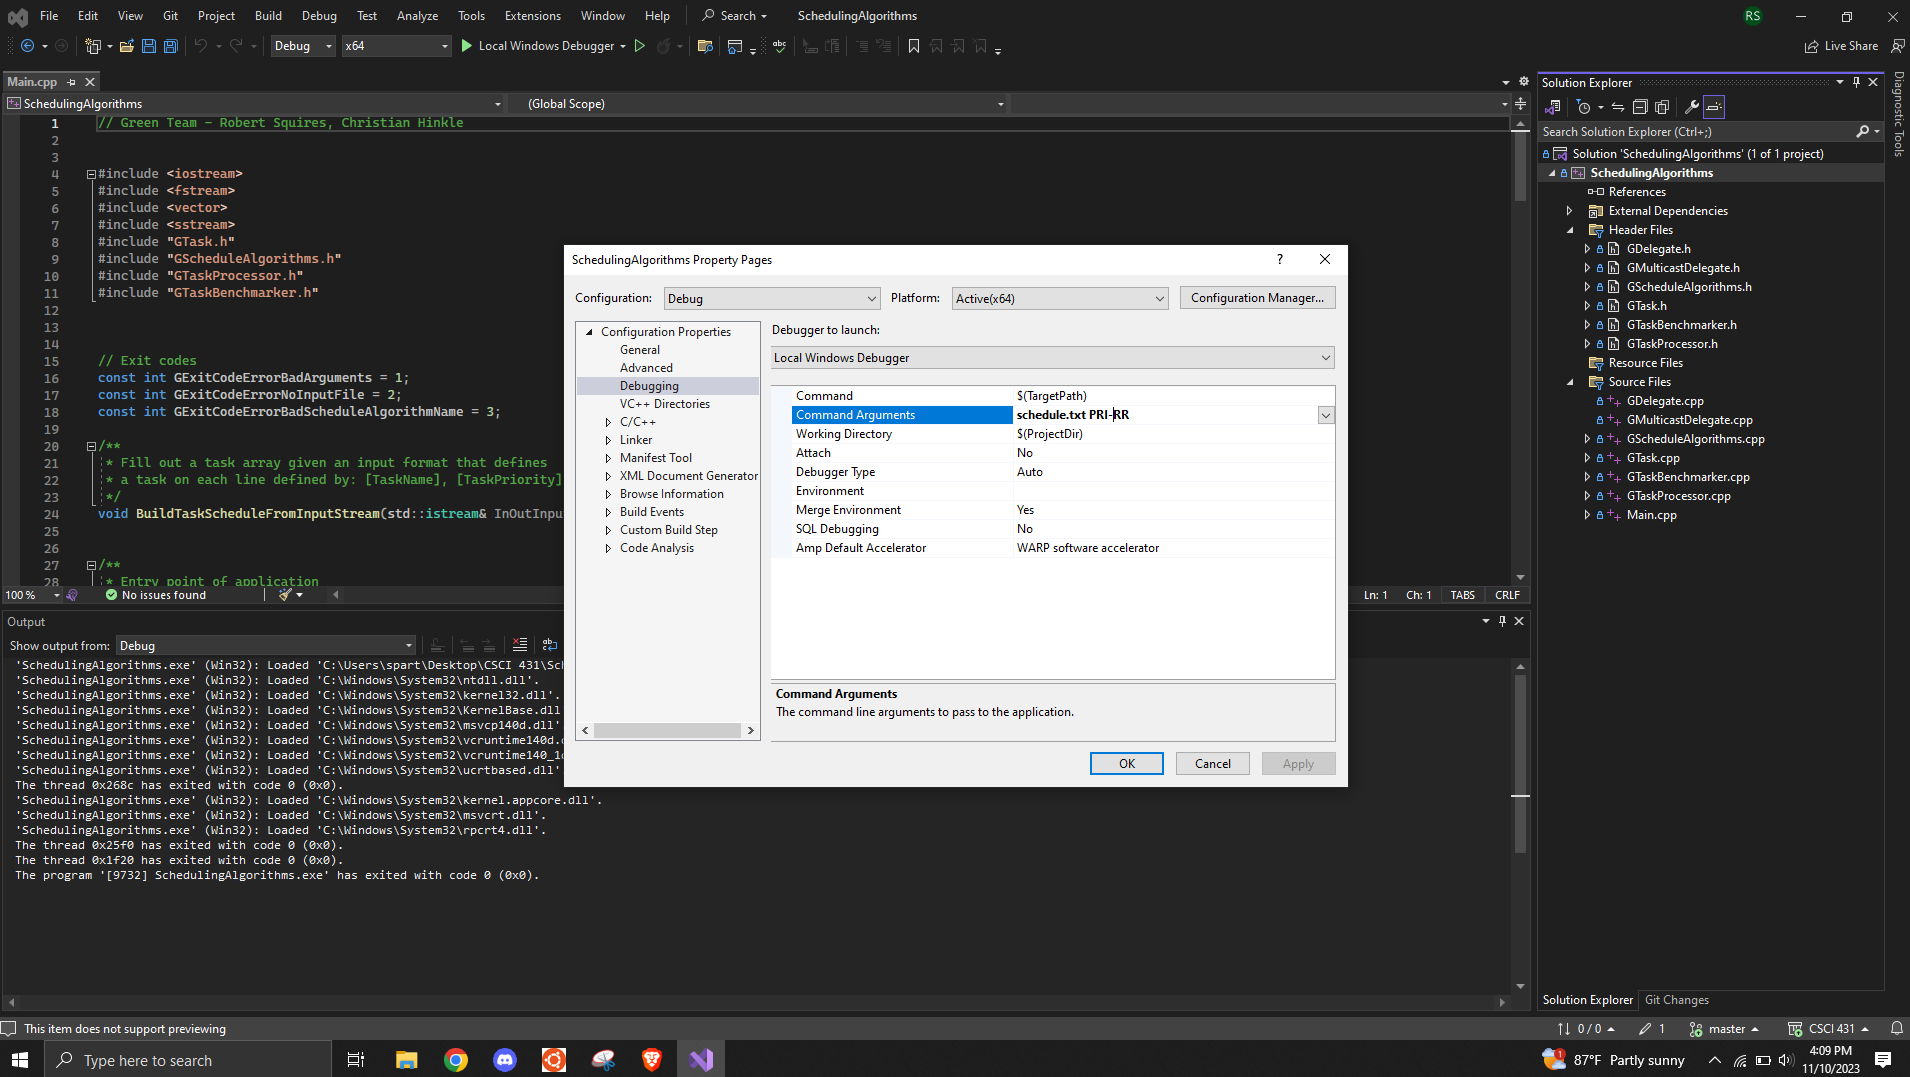 File Edit View Git Project Build Debug Test Analyze Tools Extensions Window Help Search SchedulingAlgorithms RS
Debug x64 Local Windows Debugger Live Share
Main.cpp
SchedulingAlgorithms (Global Scope)
1 // Green Team - Robert Squires, Christian Hinkle
2
3
4 #include <iostream>
5 #include <fstream>
6 #include <vector>
7 #include <sstream>
8 #include "GTask.h"
9 #include "GScheduleAlgorithms.h"
10 #include "GTaskProcessor.h"
11 #include "GTaskBenchmarker.h"
12
13
14
15 // Exit codes
16 const int GExitCodeErrorBadArguments = 1;
17 const int GExitCodeErrorNoInputFile = 2;
18 const int GExitCodeErrorBadScheduleAlgorithmName = 3;
19
20 /**
21 * Fill out a task array given an input format that defines
22 * a task on each line defined by: [TaskName], [TaskPriority]
23 */
24 void BuildTaskScheduleFromInputStream(std::istream& InOutInpu
25
26
27 /**
28 * Entry point of application
100 % No issues found Ln: 1 Ch: 1 TABS CRLF
SchedulingAlgorithms Property Pages
?
Configuration: Debug Platform: Active(x64) Configuration Manager...
Configuration Properties
General
Advanced
Debugging
VC++ Directories
C/C++
Linker
Manifest Tool
XML Document Generator
Browse Information
Build Events
Custom Build Step
Code Analysis
Debugger to launch:
Local Windows Debugger
Command $(TargetPath)
Command Arguments schedule.txt PRI-RR
Working Directory $(ProjectDir)
Attach No
Debugger Type Auto
Environment
Merge Environment Yes
SQL Debugging No
Amp Default Accelerator WARP software accelerator
Command Arguments
The command line arguments to pass to the application.
OK Cancel Apply
Output
Show output from: Debug
'SchedulingAlgorithms.exe' (Win32): Loaded 'C:\Users\spart\Desktop\CSCI 431\Sch
'SchedulingAlgorithms.exe' (Win32): Loaded 'C:\Windows\System32\ntdll.dll'.
'SchedulingAlgorithms.exe' (Win32): Loaded 'C:\Windows\System32\kernel32.dll'.
'SchedulingAlgorithms.exe' (Win32): Loaded 'C:\Windows\System32\KernelBase.dll'
'SchedulingAlgorithms.exe' (Win32): Loaded 'C:\Windows\System32\msvcp140d.dll'
'SchedulingAlgorithms.exe' (Win32): Loaded 'C:\Windows\System32\vcruntime140d.d
'SchedulingAlgorithms.exe' (Win32): Loaded 'C:\Windows\System32\vcruntime140_1d
'SchedulingAlgorithms.exe' (Win32): Loaded 'C:\Windows\System32\ucrtbased.dll'
The thread 0x268c has exited with code 0 (0x0).
'SchedulingAlgorithms.exe' (Win32): Loaded 'C:\Windows\System32\kernel.appcore.dll'.
'SchedulingAlgorithms.exe' (Win32): Loaded 'C:\Windows\System32\msvcrt.dll'.
'SchedulingAlgorithms.exe' (Win32): Loaded 'C:\Windows\System32\rpcrt4.dll'.
The thread 0x25f0 has exited with code 0 (0x0).
The thread 0x1f20 has exited with code 0 (0x0).
The program '[9732] SchedulingAlgorithms.exe' has exited with code 0 (0x0).
Solution Explorer
Search Solution Explorer (Ctrl+;)
Solution 'SchedulingAlgorithms' (1 of 1 project)
SchedulingAlgorithms
References
External Dependencies
Header Files
GDelegate.h
GMulticastDelegate.h
GScheduleAlgorithms.h
GTask.h
GTaskBenchmarker.h
GTaskProcessor.h
Resource Files
Source Files
GDelegate.cpp
GMulticastDelegate.cpp
GScheduleAlgorithms.cpp
GTask.cpp
GTaskBenchmarker.cpp
GTaskProcessor.cpp
Main.cpp
Solution Explorer Git Changes
Diagnostic Tools
This item does not support previewing 0 / 0 1 master CSCI 431
Type here to search 1 87°F Partly sunny 4:09 PM
11/10/2023